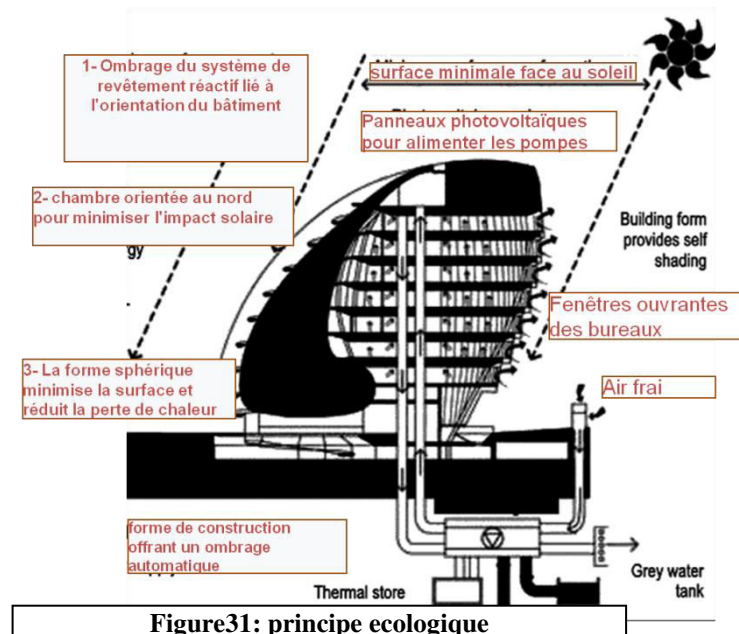 1- Ombrage du système de
revêtement réactif lié à
l'orientation du bâtiment
surface minimale face au soleil
Panneaux photovoltaïques
pour alimenter les pompes
2- chambre orientée au nord
pour minimiser l'impact solaire
gy
Building form
provides self
shading
Fenêtres ouvrantes
des bureaux
3- La forme sphérique
minimise la surface et
réduit la perte de chaleur
Air frai
forme de construction
offrant un ombrage
automatique
Thermal store
Grey water
tank
Figure31: principe ecologique